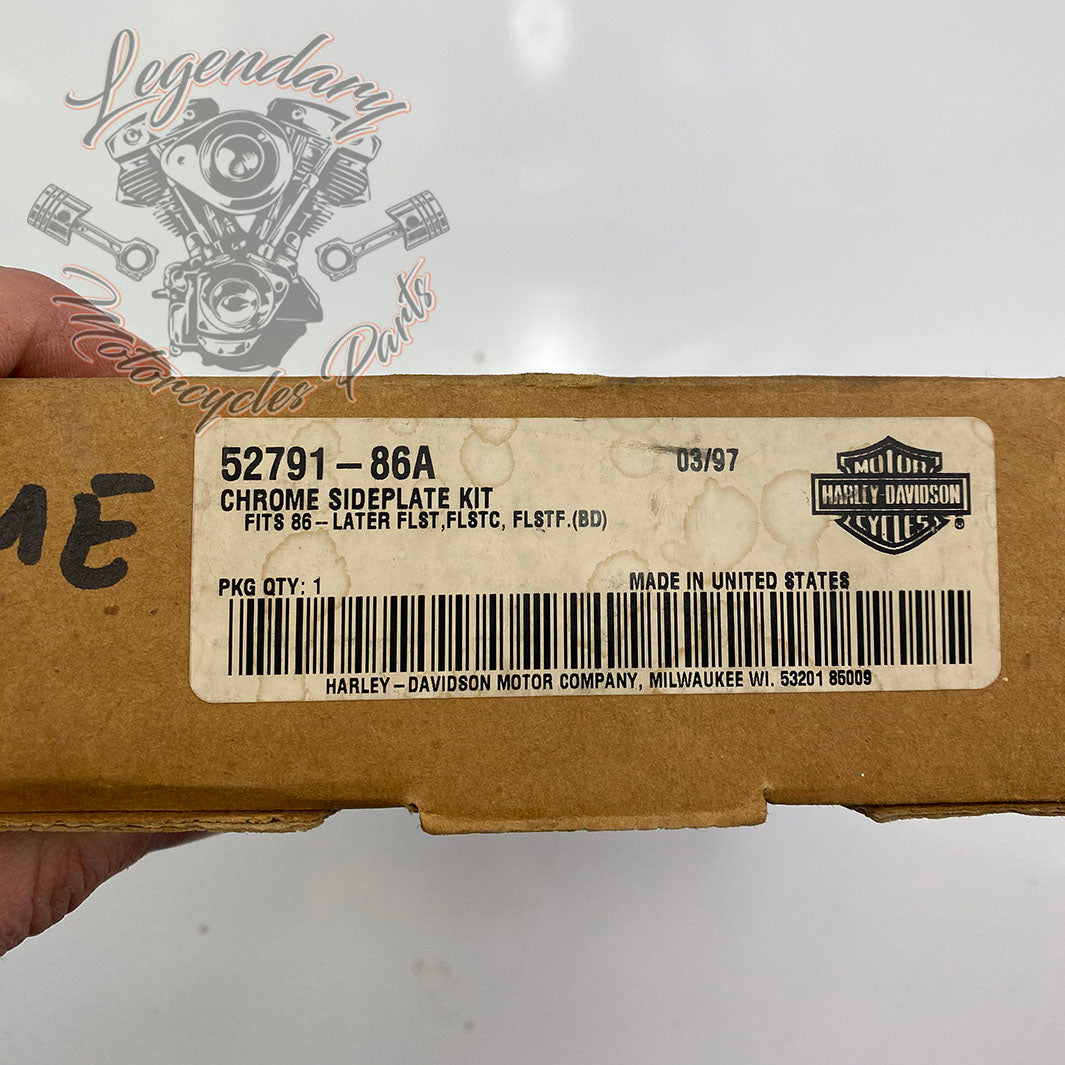 Legendary
Motorcycles Parts
ME
52791-86A
03/97
CHROME SIDEPLATE KIT
FITS 86-LATER FLST,FLSTC, FLSTF.(BD)
MOTOR
HARLEY-DAVIDSON
CYCLES
®
PKG QTY: 1
MADE IN UNITED STATES
HARLEY-DAVIDSON MOTOR COMPANY, MILWAUKEE WI. 53201 85009